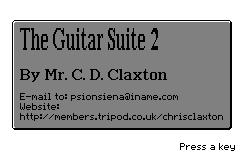 The Guitar Suite 2
By Mr. C. D. Claxton
E-mail to: psionsiena@iname.com
Website:
http://members.tripod.co.uk/chrisclaxton
Press a key